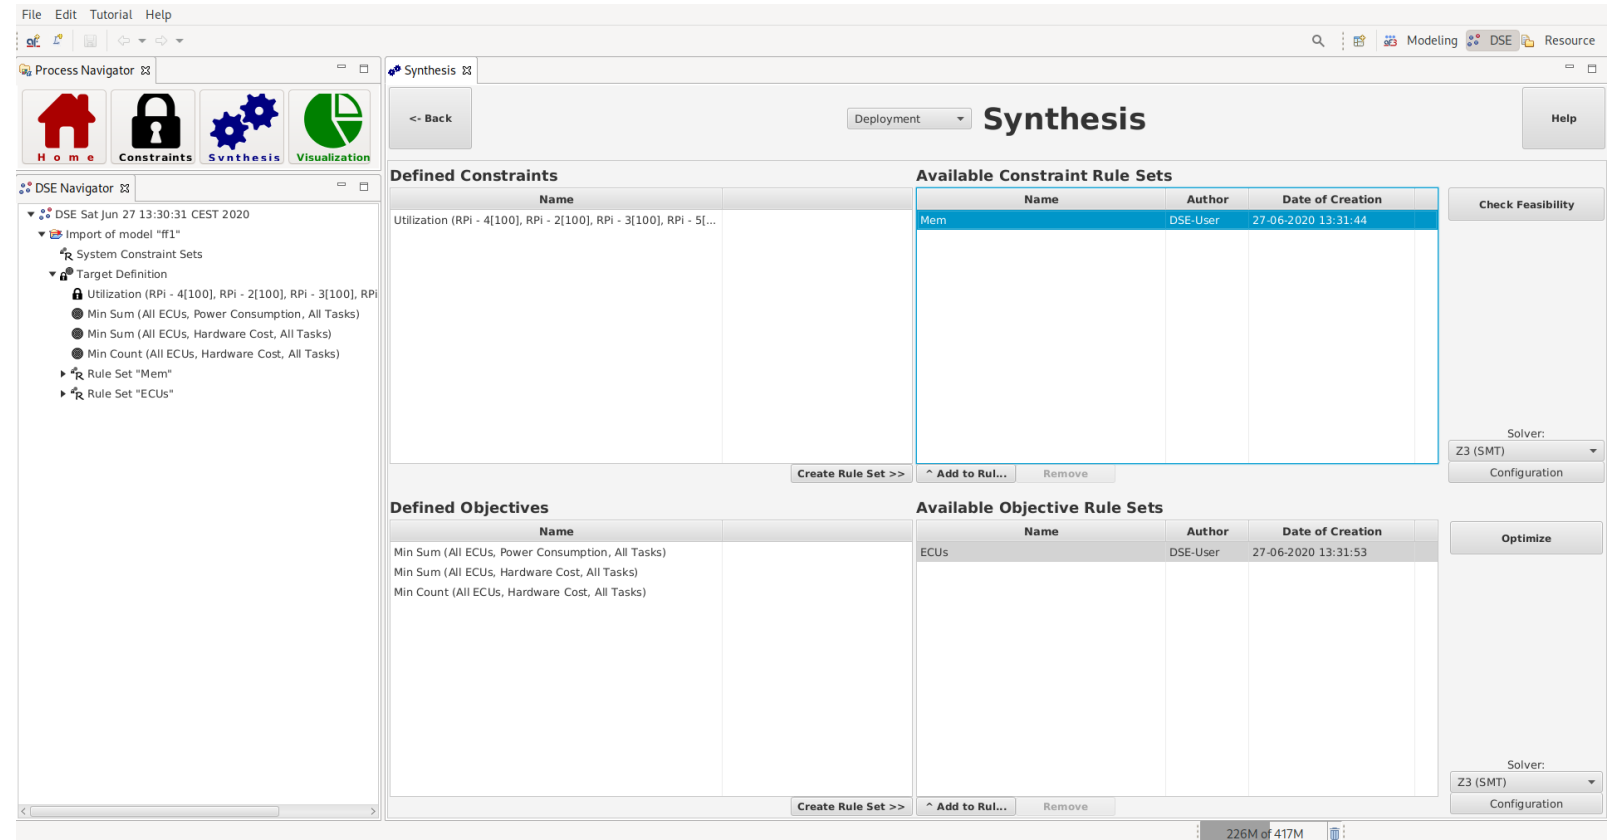 File Edit Tutorial Help
Modeling DSE Resource
Process Navigator
Synthesis
Home
Constraints
Synthesis
Visualization
<- Back
Deployment
Synthesis
Help
DSE Navigator
DSE Sat Jun 27 13:30:31 CEST 2020
Import of model "ff1"
System Constraint Sets
Target Definition
Utilization (RPi - 4[100], RPi - 2[100], RPi - 3[100], RPi
Min Sum (All ECUs, Power Consumption, All Tasks)
Min Sum (All ECUs, Hardware Cost, All Tasks)
Min Count (All ECUs, Hardware Cost, All Tasks)
Rule Set "Mem"
Rule Set "ECUs"
Defined Constraints
Name
Utilization (RPi - 4[100], RPi - 2[100], RPi - 3[100], RPi - 5[...
Create Rule Set >>
Available Constraint Rule Sets
Name Author Date of Creation
Mem DSE-User 27-06-2020 13:31:44
^ Add to Rul... Remove
Check Feasibility
Solver:
Z3 (SMT)
Configuration
Defined Objectives
Name
Min Sum (All ECUs, Power Consumption, All Tasks)
Min Sum (All ECUs, Hardware Cost, All Tasks)
Min Count (All ECUs, Hardware Cost, All Tasks)
Create Rule Set >>
Available Objective Rule Sets
Name Author Date of Creation
ECUs DSE-User 27-06-2020 13:31:53
^ Add to Rul... Remove
Optimize
Solver:
Z3 (SMT)
Configuration
226M of 417M